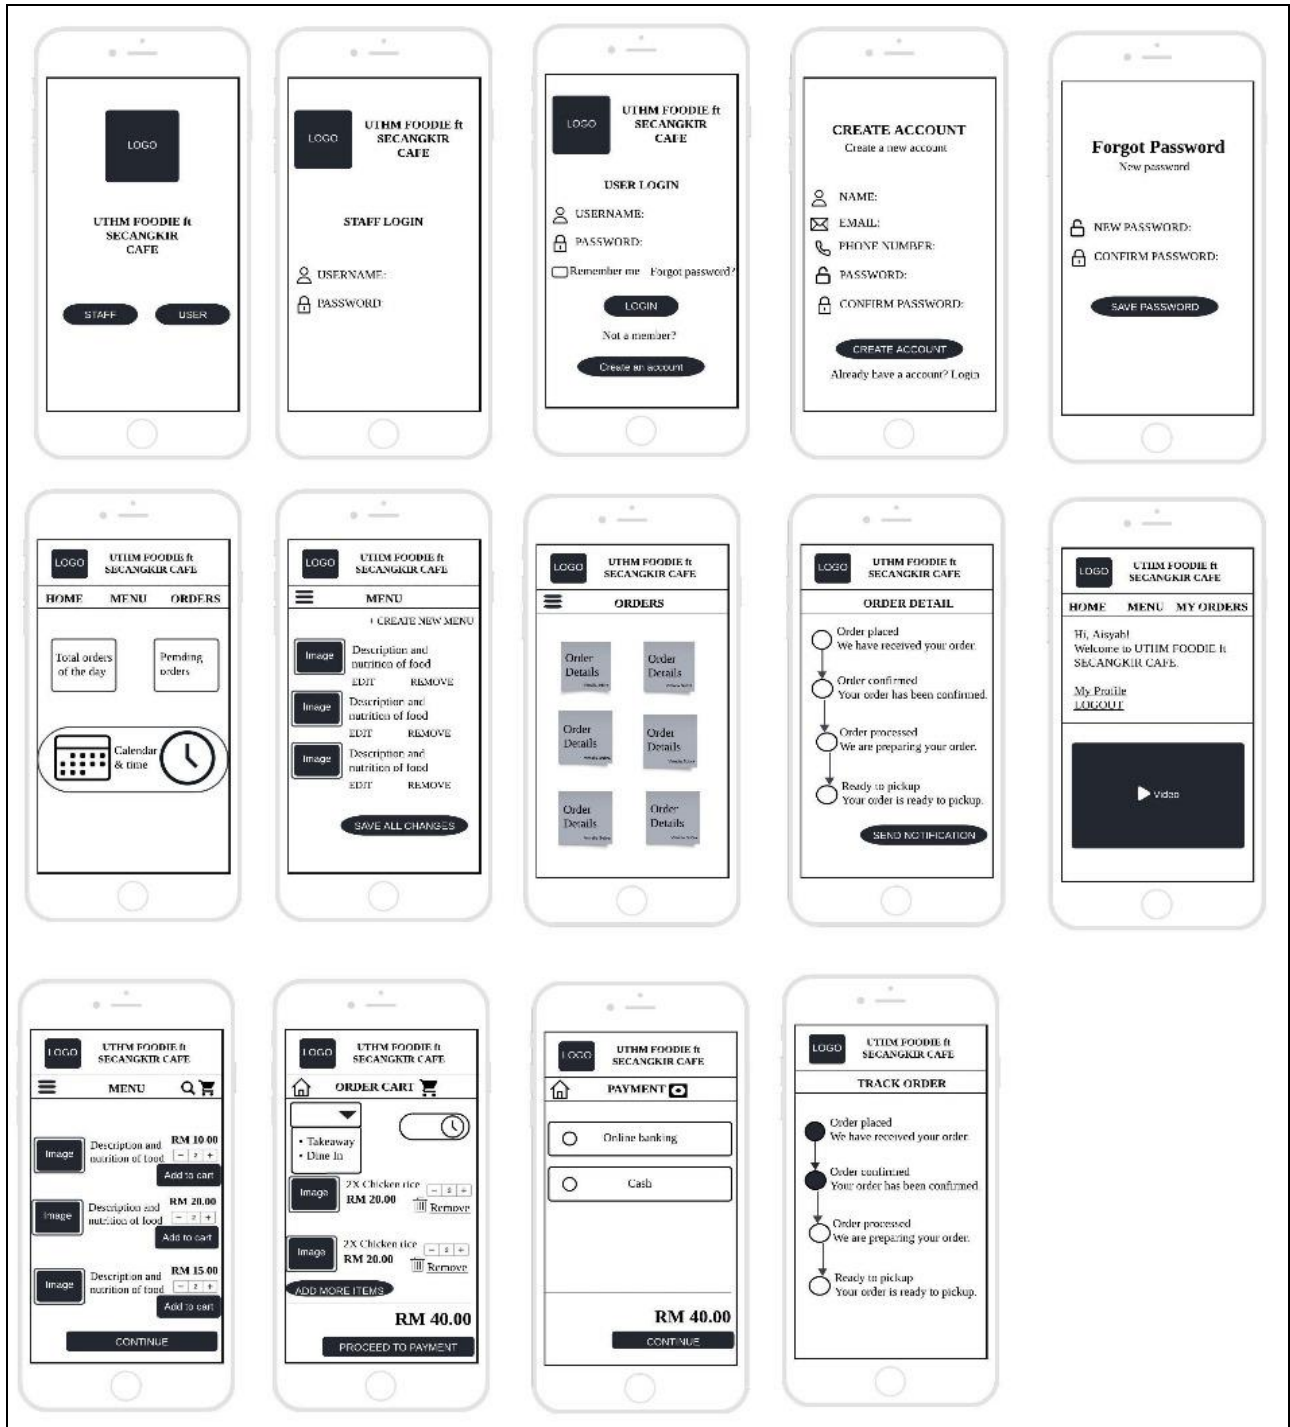 LOGO
UTHM FOODIE ft
SECANGKIR
CAFE
STAFF
USER
LOGO
UTHM FOODIE ft
SECANGKIR
CAFE
STAFF LOGIN
USERNAME:
PASSWORD
LOGO
UTHM FOODIE ft
SECANGKIR
CAFE
USER LOGIN
USERNAME:
PASSWORD:
Remember me Forgot password?
LOGIN
Not a member?
Create an account
CREATE ACCOUNT
Create a new account
NAME:
EMAIL:
PHONE NUMBER:
PASSWORD:
CONFIRM PASSWORD:
CREATE ACCOUNT
Already have a account? Login
Forgot Password
New password
NEW PASSWORD:
CONFIRM PASSWORD:
SAVE PASSWORD
LOGO
UTHM FOODIE ft
SECANGKIR CAFE
HOME MENU ORDERS
Total orders
of the day
Pemding
orders
Calendar
& time
LOGO
UTHM FOODIE ft
SECANGKIR CAFE
MENU
+ CREATE NEW MENU
Image
Description and
nutrition of food
EDIT REMOVE
Image
Description and
nutrition of food
EDIT REMOVE
Image
Description and
nutrition of food
EDIT REMOVE
SAVE ALL CHANGES
LOGO
UTHM FOODIE ft
SECANGKIR CAFE
ORDERS
Order
Details
Order
Details
Order
Details
Order
Details
Order
Details
Order
Details
LOGO
UTHM FOODIE ft
SECANGKIR CAFE
ORDER DETAIL
Order placed
We have received your order.
Order confirmed
Your order has been confirmed.
Order processed
We are preparing your order.
Ready to pickup
Your order is ready to pickup.
SEND NOTIFICATION
LOGO
UTHM FOODIE ft
SECANGKIR CAFE
HOME MENU MY ORDERS
Hi, Aisyah!
Welcome to UTHM FOODIE ft
SECANGKIR CAFE.
My Profile
LOGOUT
Video
LOGO
UTHM FOODIE ft
SECANGKIR CAFE
MENU
Image
Description and
nutrition of food
RM 10.00
- 2 +
Add to cart
Image
Description and
nutrition of food
RM 20.00
- 2 +
Add to cart
Image
Description and
nutrition of food
RM 15.00
- 2 +
Add to cart
CONTINUE
LOGO
UTHM FOODIE ft
SECANGKIR CAFE
ORDER CART
• Takeaway
• Dine In
Image
2X Chicken rice
RM 20.00
Remove
Image
2X Chicken rice
RM 20.00
Remove
ADD MORE ITEMS
RM 40.00
PROCEED TO PAYMENT
LOGO
UTHM FOODIE ft
SECANGKIR CAFE
PAYMENT
Online banking
Cash
RM 40.00
CONTINUE
LOGO
UTHM FOODIE ft
SECANGKIR CAFE
TRACK ORDER
Order placed
We have received your order.
Order confirmed
Your order has been confirmed
Order processed
We are preparing your order.
Ready to pickup
Your order is ready to pickup.